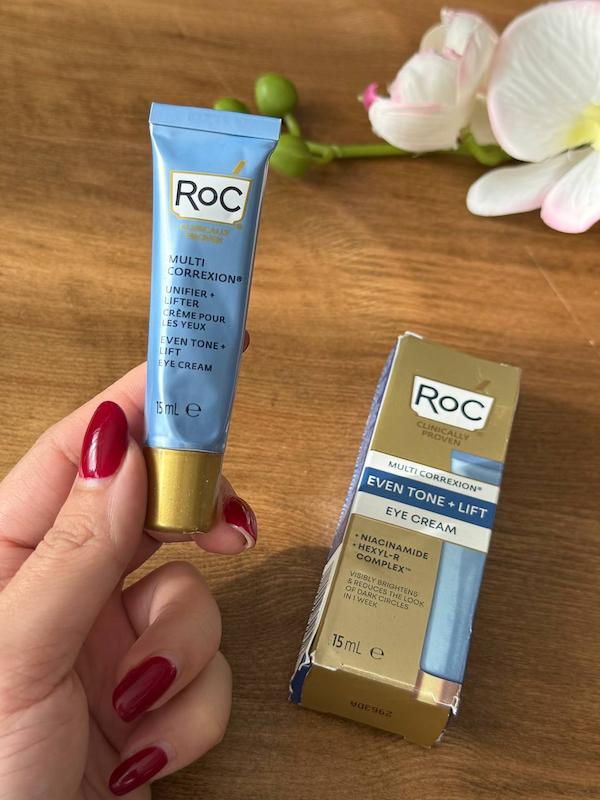 RoC®
CLINICALLY
PROVEN
MULTI
CORREXION®
UNIFIER +
LIFTER
CRÈME POUR
LES YEUX
EVEN TONE +
LIFT
EYE CREAM
15 mL ℮
RoC®
CLINICALLY
PROVEN
MULTI CORREXION®
EVEN TONE + LIFT
EYE CREAM
• NIACINAMIDE
• HEXYL-R
COMPLEX™
VISIBLY BRIGHTENS
& REDUCES THE LOOK
OF DARK CIRCLES
IN 1 WEEK
15 mL ℮
2963DA